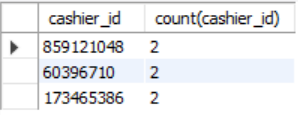 cashier_id count(cashier_id)
859121048 2
60396710 2
173465386 2